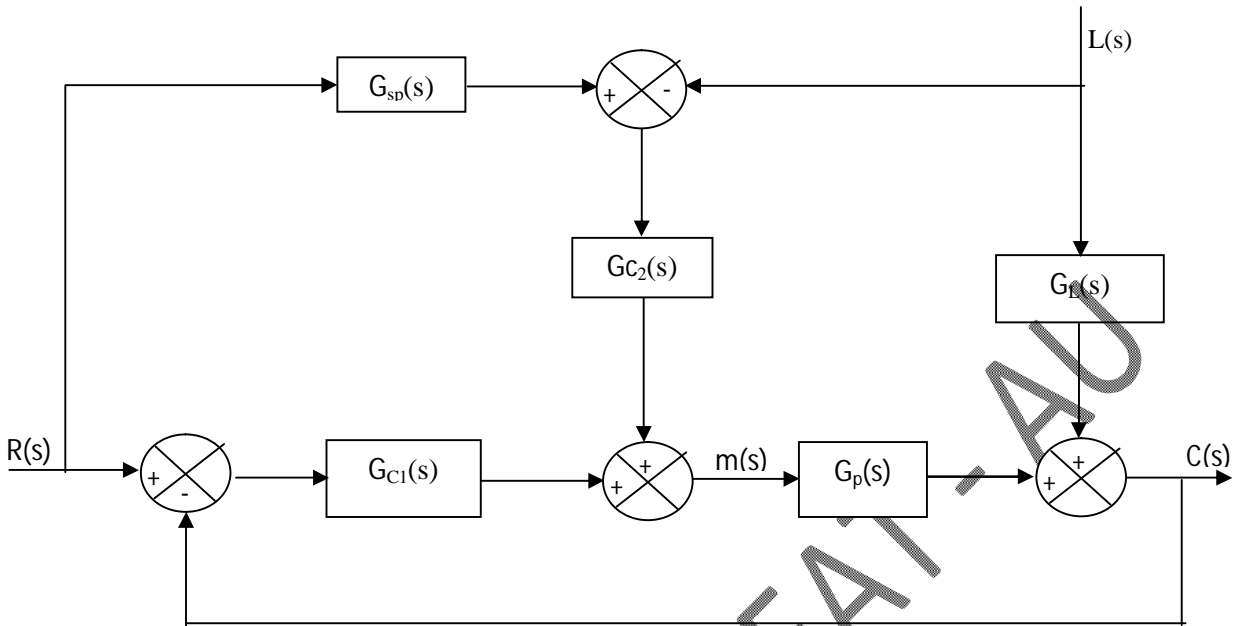 L(s)
Gsp(s)
+ -
Gc2(s)
GL(s)
R(s)
+
-
GC1(s)
+
+
m(s)
Gp(s)
+
+
C(s)